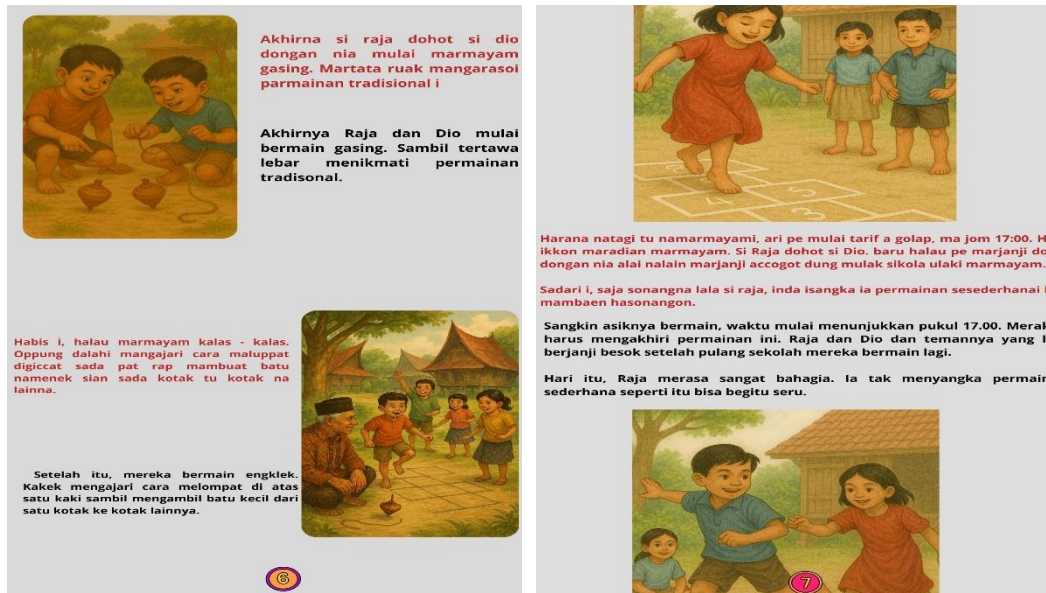 Akhirna si raja dohot si dio
dongan nia mulai marmayam
gasing. Martata ruak mangarasoi
parmainan tradisional i
Akhirnya Raja dan Dio mulai
bermain gasing. Sambil tertawa
lebar menikmati permainan
tradisonal.
Habis i, halau marmayam kalas - kalas.
Oppung dalahi mangajari cara maluppat
digiccat sada pat rap mambuat batu
namenek sian sada kotak tu kotak na
lainna.
Setelah itu, mereka bermain engklek.
Kakek mengajari cara melompat di atas
satu kaki sambil mengambil batu kecil dari
satu kotak ke kotak lainnya.
6
4
5
Harana natagi tu namarmayami, ari pe mulai tarif a golap, ma jom 17:00. H
ikkon maradian marmayam. Si Raja dohot si Dio. baru halau pe marjanji do
dongan nia alai nalain marjanji accogot dung mulak sikola ulaki marmayam.
Sadari i, saja sonangna lala si raja, inda isangka ia permainan sesederhanai
mambaen hasonangon.
Sangkin asiknya bermain, waktu mulai menunjukkan pukul 17.00. Merak
harus mengakhiri permainan ini. Raja dan Dio dan temannya yang l
berjanji besok setelah pulang sekolah mereka bermain lagi.
Hari itu, Raja merasa sangat bahagia. Ia tak menyangka permain
sederhana seperti itu bisa begitu seru.
7